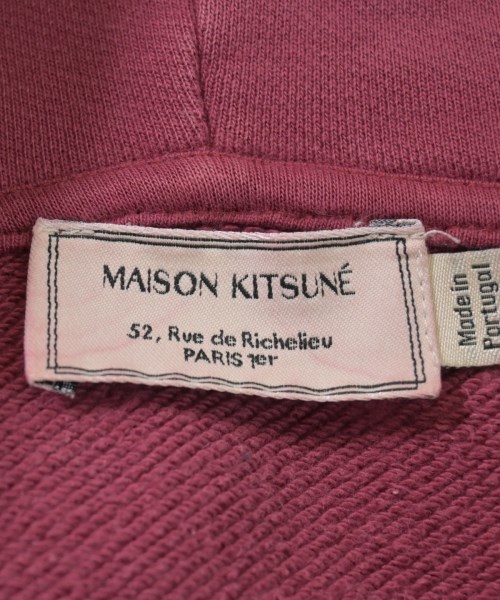 MAISON KITSUNÉ
52, Rue de Richelieu
PARIS 1er
Made in
Portugal